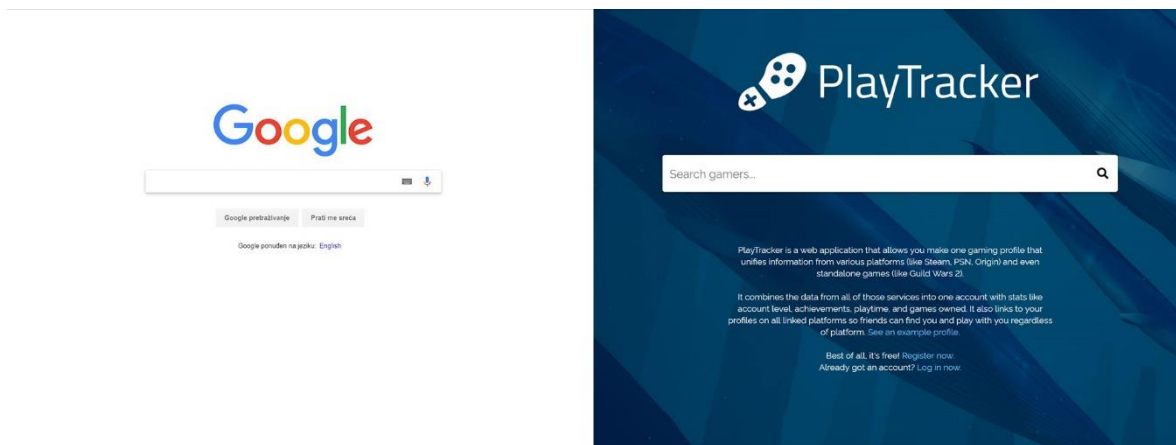 Google
Google pretraživanje
Prati me sreća
Google ponuđen na jeziku: English
PlayTracker
Search gamers...
PlayTracker is a web application that allows you make one gaming profile that
unifies information from various platforms (like Steam, PSN, Origin) and even
standalone games (like Guild Wars 2).
It combines the data from all of those services into one account with stats like
account level, achievements, playtime, and games owned. It also links to your
profiles on all linked platforms so friends can find you and play with you regardless
of platform. See an example profile.
Best of all, it's free! Register now.
Already got an account? Log in now.